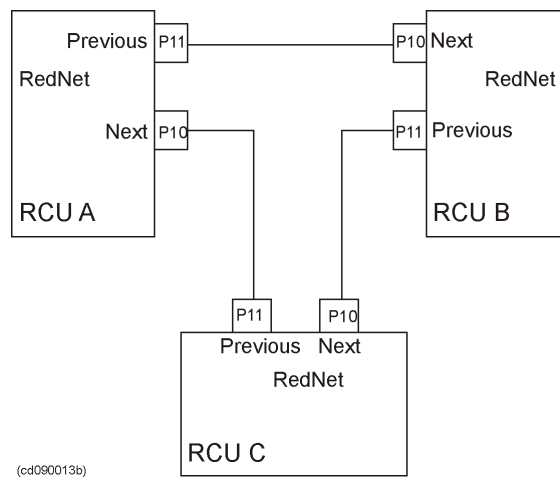 Previous P11
RedNet
Next P10
RCU A
P10 Next
RedNet
P11 Previous
RCU B
P11 P10
Previous Next
RedNet
RCU C
(cd090013b)